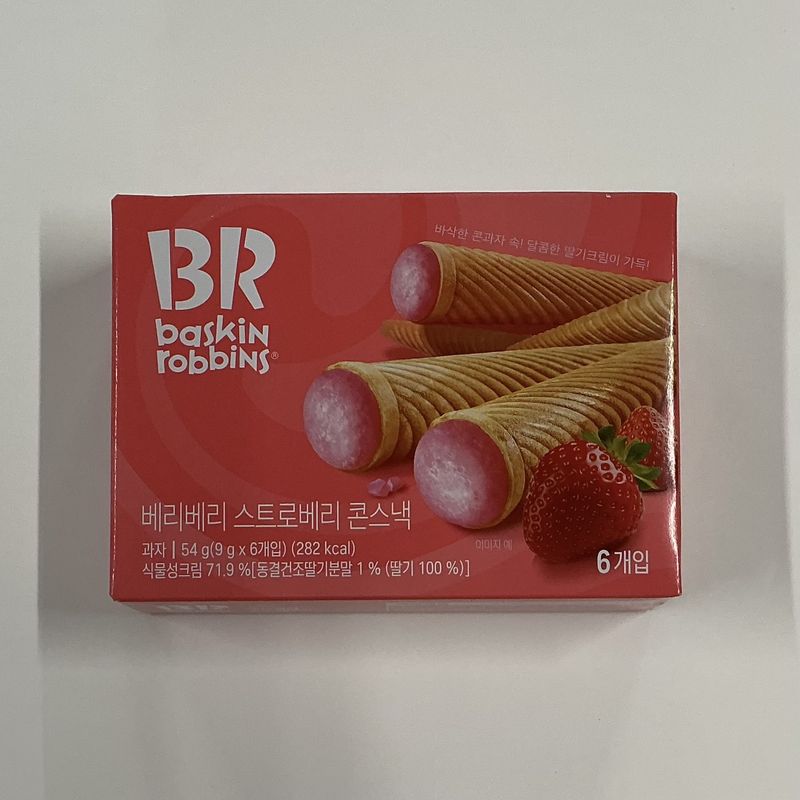 바삭한 콘과자 속! 달콤한 딸기크림이 가득!
BR
baskin
robbins®
베리베리 스트로베리 콘스낵
과자 | 54 g(9 g x 6개입) (282 kcal)
식물성크림 71.9 %[동결건조딸기분말 1 % (딸기 100 %)]
이미지 예
6개입